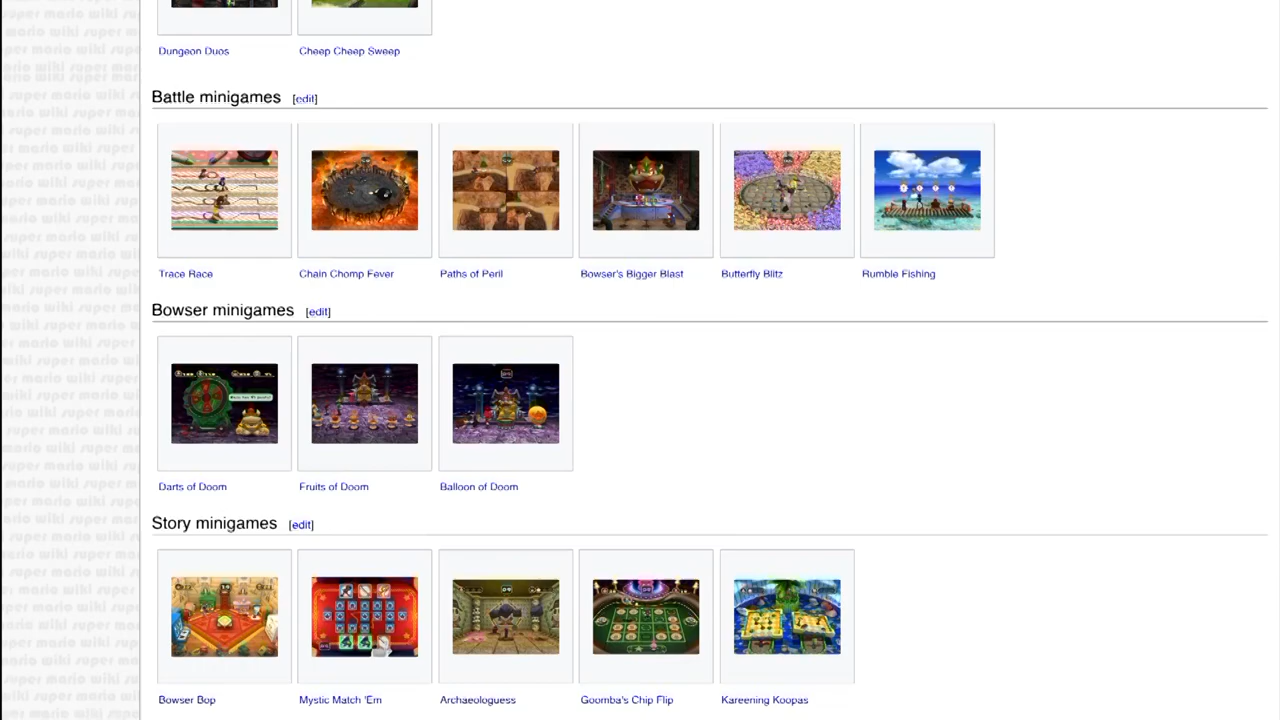 Dungeon Duos
Cheep Cheep Sweep
Battle minigames [edit]
Trace Race
Chain Chomp Fever
Paths of Peril
Bowser's Bigger Blast
Butterfly Blitz
Rumble Fishing
Bowser minigames [edit]
Darts of Doom
Fruits of Doom
Balloon of Doom
Story minigames [edit]
Bowser Bop
Mystic Match 'Em
Archaeologuess
Goomba's Chip Flip
Kareening Koopas